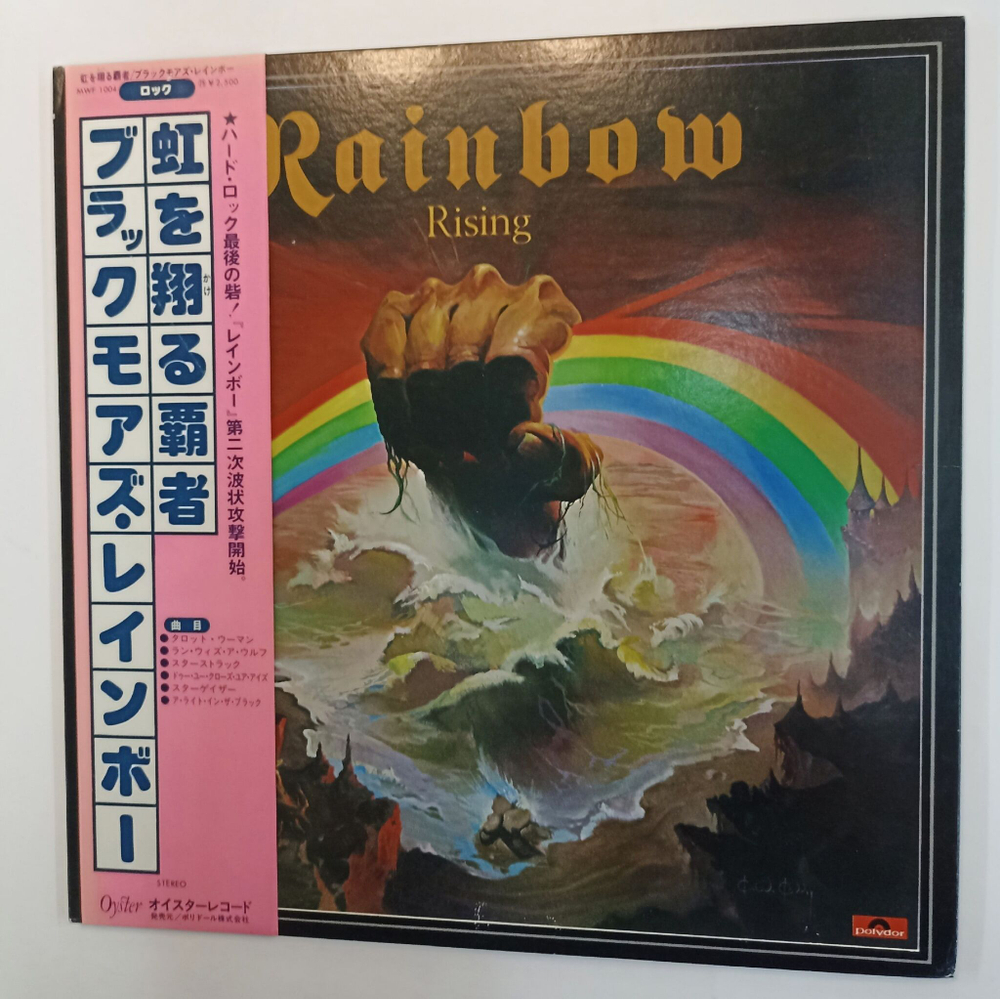 虹を翔る覇者/ブラックモアズ・レインボー
MWF 1004
ロック
¥2,500
虹を翔る覇者
かけ
ブラックモアズ・レインボー
★ハード・ロック最後の砦!『レインボー』第二次波状攻撃開始。
曲目
●タロット・ウーマン
●ラン・ウィズ・ア・ウルフ
●スターストラック
●ドゥー・ユー・クローズ・ユア・アイズ
●スターゲイザー
●ア・ライト・イン・ザ・ブラック
STEREO
Oyster オイスターレコード
発売元/ポリドール株式会社
Rainbow
Rising
polydor